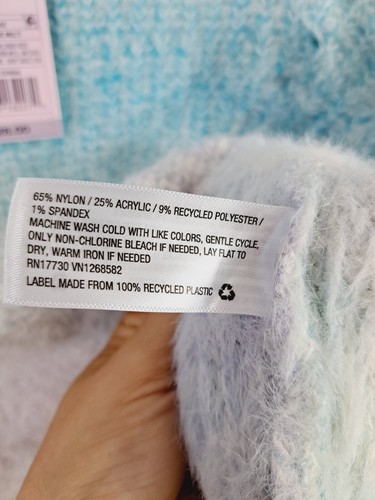 65% NYLON / 25% ACRYLIC / 9% RECYCLED POLYESTER /
1% SPANDEX
MACHINE WASH COLD WITH LIKE COLORS, GENTLE CYCLE,
ONLY NON-CHLORINE BLEACH IF NEEDED, LAY FLAT TO
DRY, WARM IRON IF NEEDED
RN17730 VN1268582
LABEL MADE FROM 100% RECYCLED PLASTIC